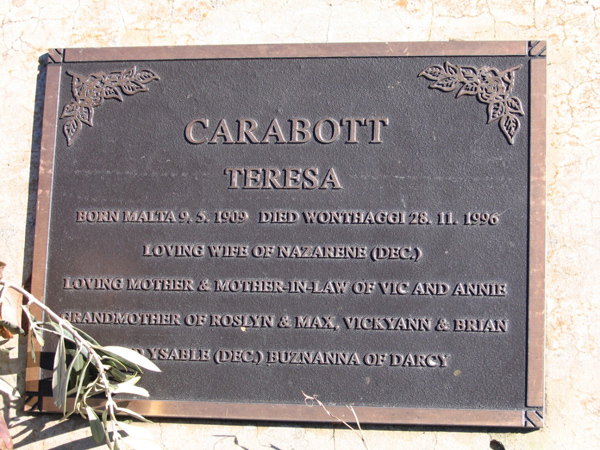 CARABOTT
TERESA
BORN MALTA 9. 5. 1909 DIED WONTHAGGI 28. 11. 1996
LOVING WIFE OF NAZARENE (DEC.)
LOVING MOTHER & MOTHER-IN-LAW OF VIC AND ANNIE
GRANDMOTHER OF ROSLYN & MAX, VICKYANN & BRIAN
(DEC.) BUZNANNA OF DARCY